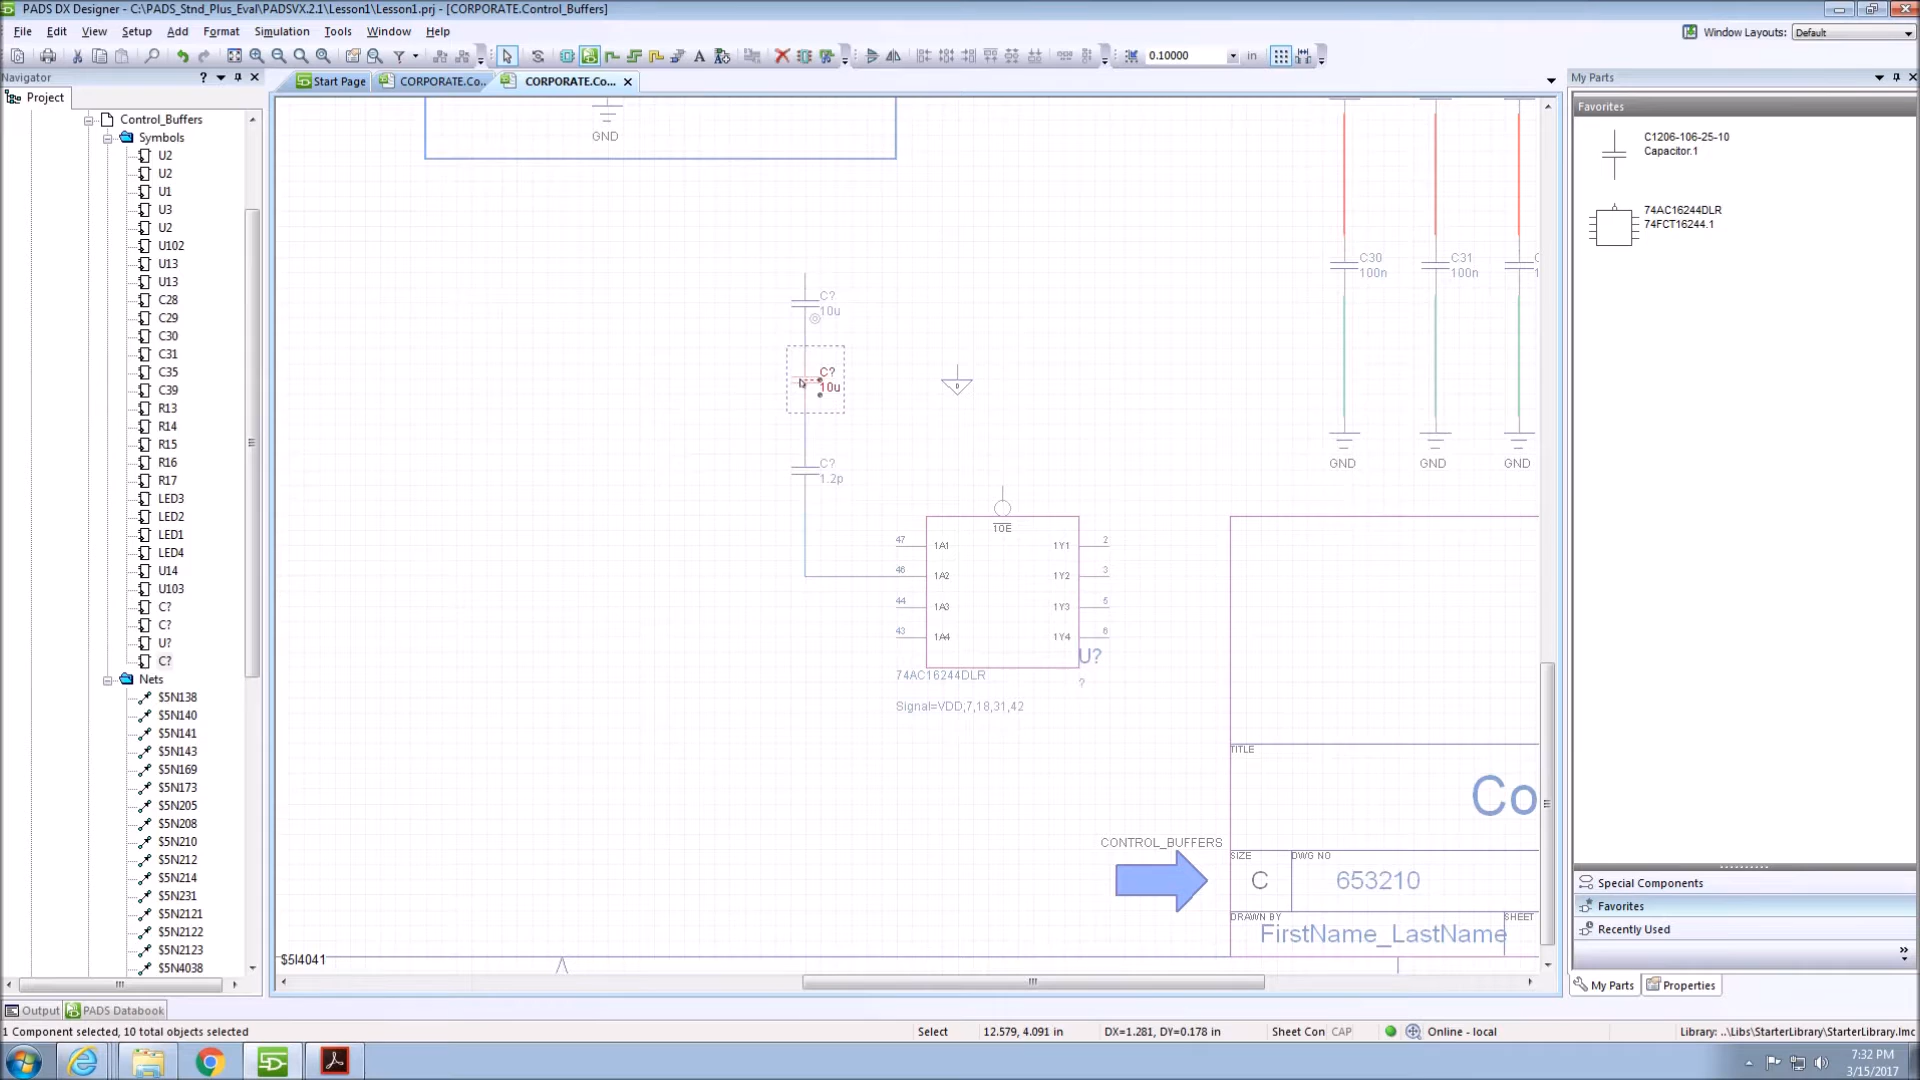 PADS DX Designer - C:\PADS_Stnd_Plus_Eval\PADSVX.2.1\Lesson1\Lesson1.prj - [CORPORATE.Control_Buffers]
File Edit View Setup Add Format Simulation Tools Window Help
Window Layouts: Default
0.10000 in
Navigator
Project
Control_Buffers
Symbols
U2
U2
U1
U3
U2
U102
U13
U13
C28
C29
C30
C31
C35
C39
R13
R14
R15
R16
R17
LED3
LED2
LED1
LED4
U14
U103
C?
C?
U?
C?
Nets
$5N138
$5N140
$5N141
$5N143
$5N169
$5N173
$5N205
$5N208
$5N210
$5N212
$5N214
$5N231
$5N2121
$5N2122
$5N2123
$5N4038
Output PADS Databook
Start Page CORPORATE.Co... CORPORATE.Co...
GND
C?
10u
C?
10u
C?
1.2p
D
1OE
47 1A1 1Y1 2
46 1A2 1Y2 3
44 1A3 1Y3 5
43 1A4 1Y4 6
U?
?
74AC16244DLR
Signal=VDD;7,18,31,42
C30
100n
C31
100n
C
GND GND GND
TITLE
Co
CONTROL_BUFFERS
SIZE
C
DWG NO
653210
DRAWN BY
FirstName_LastName
SHEET
$5I4041
A
My Parts
Favorites
C1206-106-25-10
Capacitor.1
74AC16244DLR
74FCT16244.1
Special Components
Favorites
Recently Used
My Parts Properties
1 Component selected, 10 total objects selected
Select 12.579, 4.091 in DX=1.281, DY=0.178 in Sheet Con CAP Online - local Library: ..\Libs\StarterLibrary\StarterLibrary.lmc
7:32 PM
3/15/2017